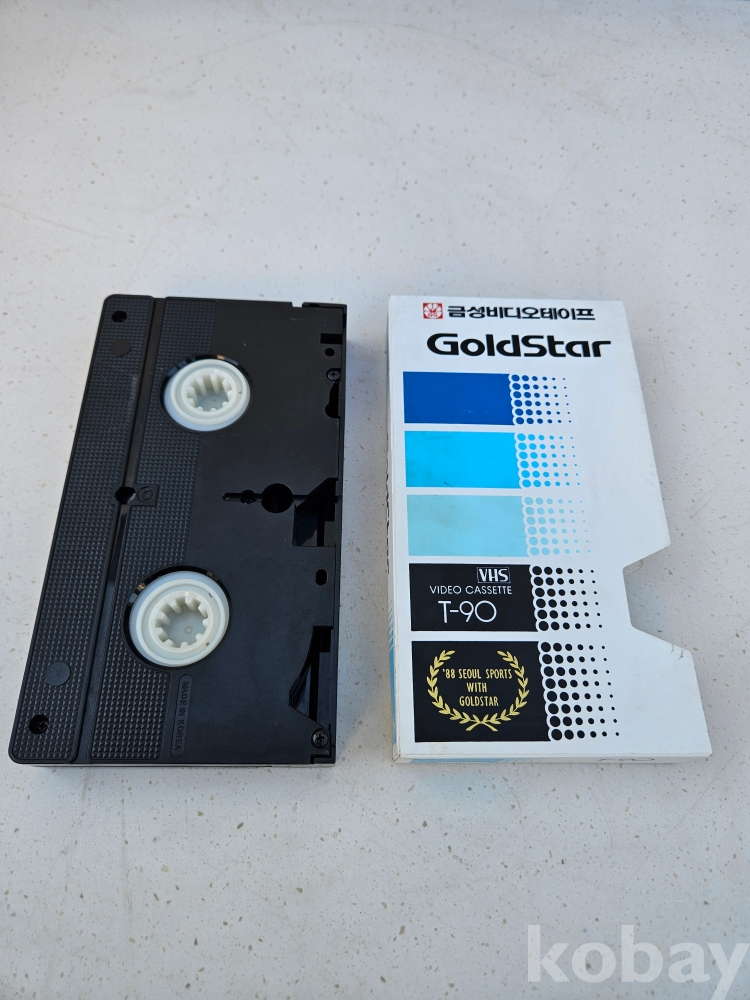 금성비디오테이프
GoldStar
VHS
VIDEO CASSETTE
T-90
'88 SEOUL SPORTS
WITH
GOLDSTAR
MADE IN KOREA
kobay